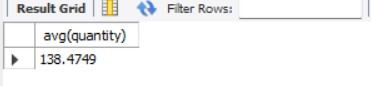 Result Grid Filter Rows:
avg(quantity)
138.4749